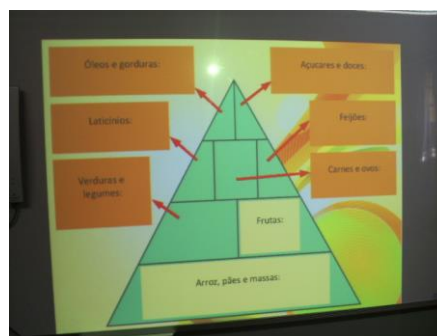 Óleos e gorduras:
Açucares e doces:
Laticínios:
Feijões:
Verduras e
legumes:
Carnes e ovos:
Frutas:
Arroz, pães e massas: